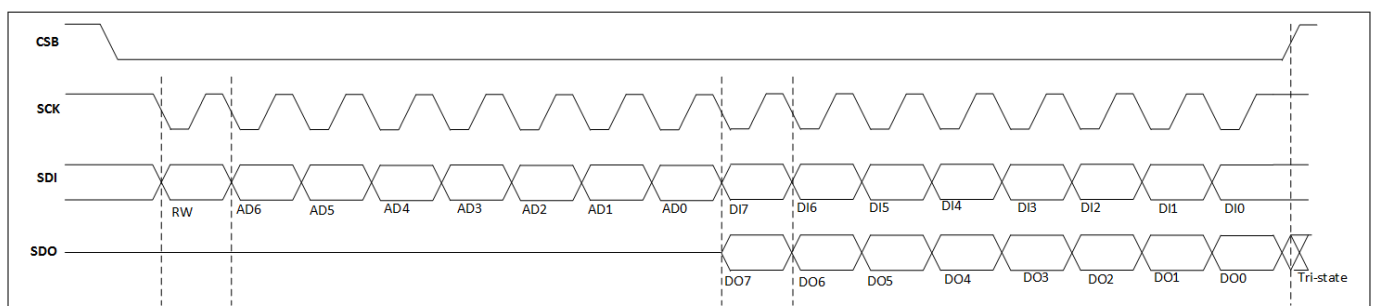 CSB
SCK
SDI
RW AD6 AD5 AD4 AD3 AD2 AD1 AD0 DI7 DI6 DI5 DI4 DI3 DI2 DI1 DI0
SDO
DO7 DO6 DO5 DO4 DO3 DO2 DO1 DO0 Tri-state